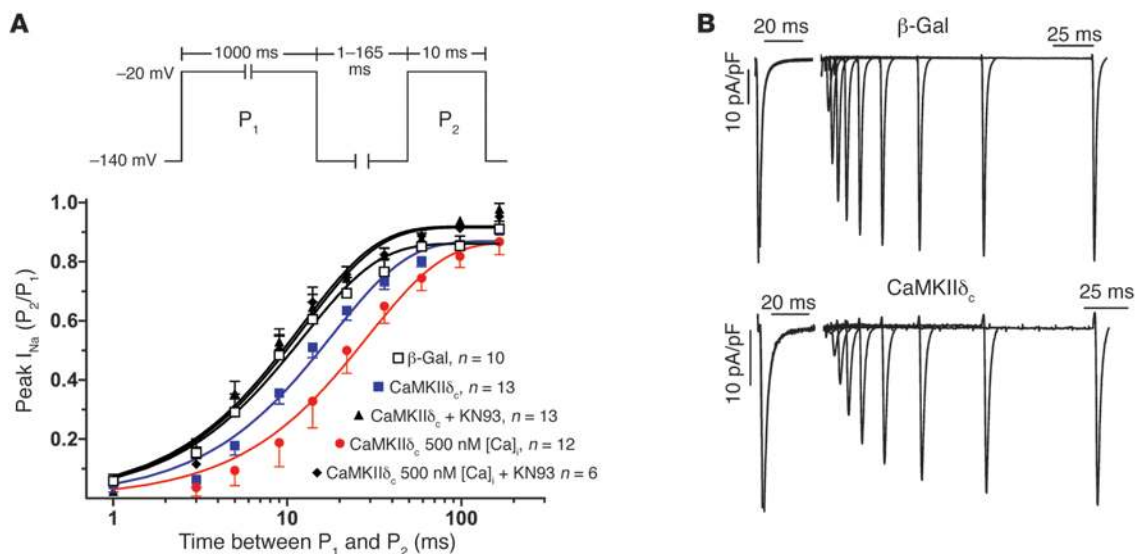 A
1000 ms
1–165 ms
10 ms
–20 mV
P1
P2
–140 mV
1.0
0.8
0.6
0.4
0.2
Peak INa (P2/P1)
β-Gal, n = 10
CaMKIIδc, n = 13
CaMKIIδc + KN93, n = 13
CaMKIIδc 500 nM [Ca]i, n = 12
CaMKIIδc 500 nM [Ca]i + KN93 n = 6
1
10
100
Time between P1 and P2 (ms)
B
20 ms
β-Gal
25 ms
10 pA/pF
CaMKIIδc
20 ms
25 ms
10 pA/pF